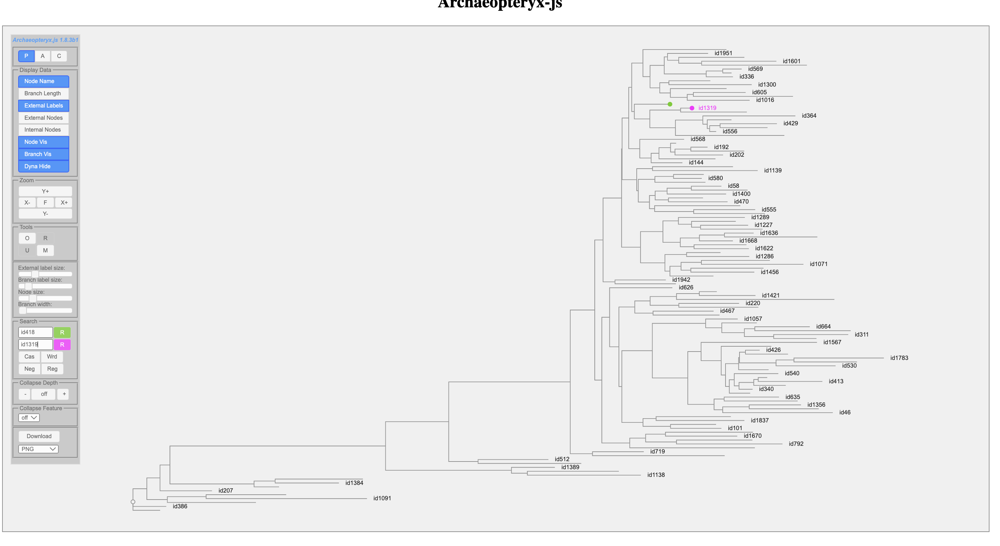 Archaeopteryx-js
Archaeopteryx.js 1.8.3b1
P A C
Display Data
Node Name
Branch Length
External Labels
External Nodes
Internal Nodes
Node Vis
Branch Vis
Dyna Hide
Zoom
Y+
X- F X+
Y-
Tools
O R
U M
External label size:
Branch label size:
Node size:
Branch width:
Search
id418 R
id1319 R
Cas Wrd
Neg Reg
Collapse Depth
- off +
Collapse Feature
off
Download
PNG
id1951
id1601
id569
id336
id1300
id605
id1016
id1319
id364
id429
id556
id568
id192
id202
id144
id1139
id580
id58
id1400
id470
id555
id1289
id1227
id1636
id1668
id1622
id1286
id1071
id1456
id1942
id626
id1421
id220
id467
id1057
id664
id311
id1567
id426
id1783
id530
id540
id413
id340
id635
id1356
id46
id1837
id101
id1670
id792
id719
id512
id1389
id1138
id1384
id207
id1091
id386